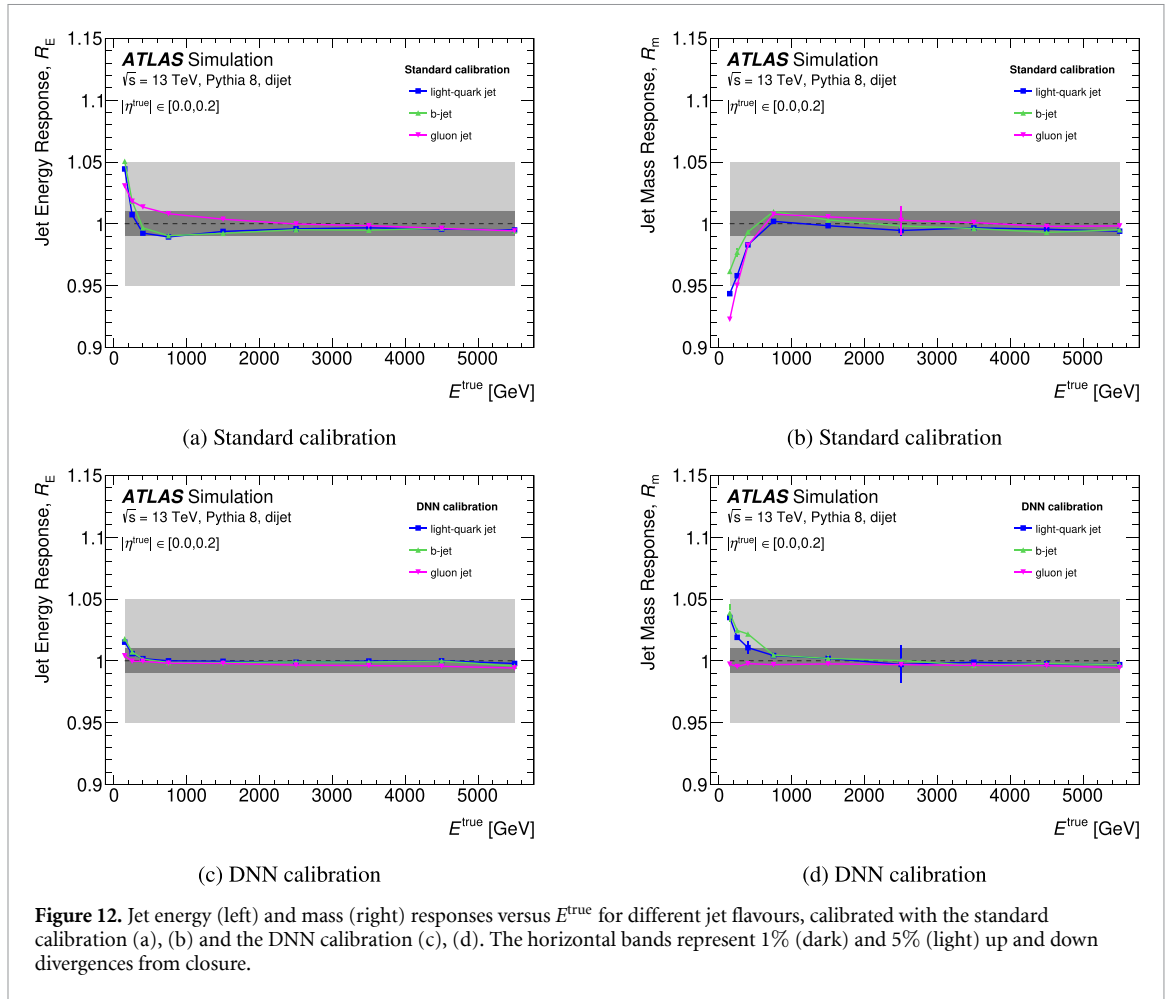 Jet Energy Response, R_E
1.15
1.1
1.05
1
0.95
0.9
ATLAS Simulation
√s = 13 TeV, Pythia 8, dijet
|η^true| ∈ [0.0,0.2]
Standard calibration
light-quark jet
b-jet
gluon jet
0 1000 2000 3000 4000 5000
E^true [GeV]
(a) Standard calibration
Jet Mass Response, R_m
1.15
1.1
1.05
1
0.95
0.9
ATLAS Simulation
√s = 13 TeV, Pythia 8, dijet
|η^true| ∈ [0.0,0.2]
Standard calibration
light-quark jet
b-jet
gluon jet
0 1000 2000 3000 4000 5000
E^true [GeV]
(b) Standard calibration
Jet Energy Response, R_E
1.15
1.1
1.05
1
0.95
0.9
ATLAS Simulation
√s = 13 TeV, Pythia 8, dijet
|η^true| ∈ [0.0,0.2]
DNN calibration
light-quark jet
b-jet
gluon jet
0 1000 2000 3000 4000 5000
E^true [GeV]
(c) DNN calibration
Jet Mass Response, R_m
1.15
1.1
1.05
1
0.95
0.9
ATLAS Simulation
√s = 13 TeV, Pythia 8, dijet
|η^true| ∈ [0.0,0.2]
DNN calibration
light-quark jet
b-jet
gluon jet
0 1000 2000 3000 4000 5000
E^true [GeV]
(d) DNN calibration
Figure 12. Jet energy (left) and mass (right) responses versus E^true for different jet flavours, calibrated with the standard
calibration (a), (b) and the DNN calibration (c), (d). The horizontal bands represent 1% (dark) and 5% (light) up and down
divergences from closure.